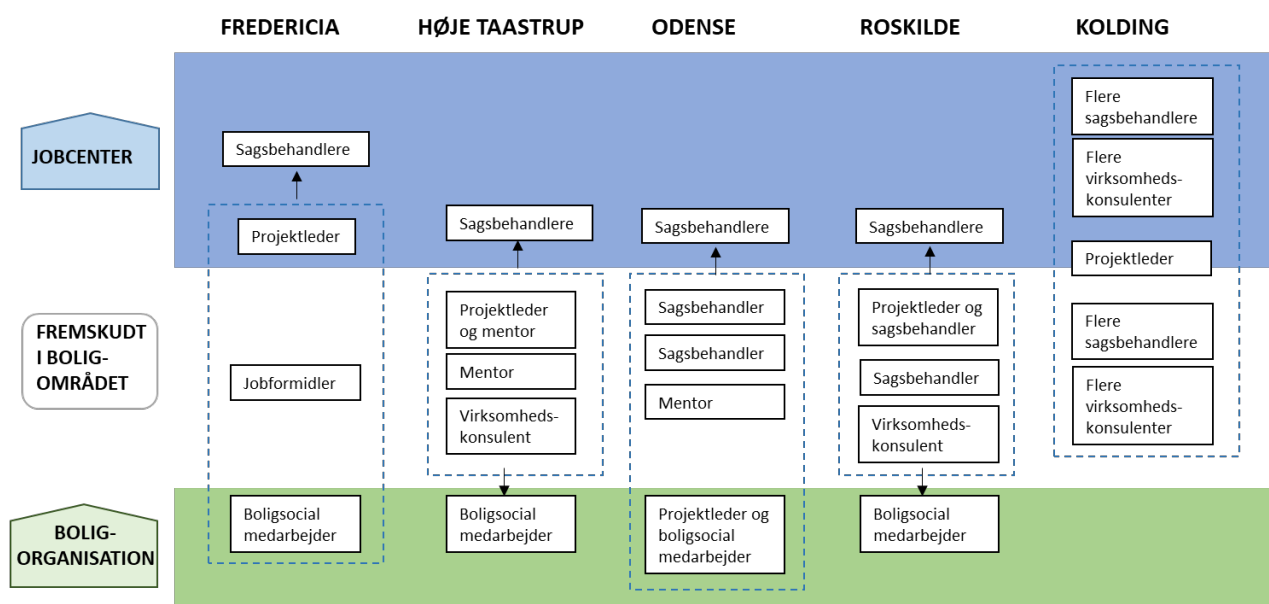 FREDERICIA
HØJE TAASTRUP
ODENSE
ROSKILDE
KOLDING
JOBCENTER
FREMSKUDT
I BOLIG-
OMRÅDET
BOLIG-
ORGANISATION
Sagsbehandlere
Projektleder
Jobformidler
Boligsocial
medarbejder
Sagsbehandlere
Projektleder
og mentor
Mentor
Virksomheds-
konsulent
Boligsocial
medarbejder
Sagsbehandlere
Sagsbehandler
Sagsbehandler
Mentor
Projektleder og
boligsocial
medarbejder
Sagsbehandlere
Projektleder og
sagsbehandler
Sagsbehandler
Virksomheds-
konsulent
Boligsocial
medarbejder
Flere
sagsbehandlere
Flere
virksomheds-
konsulenter
Projektleder
Flere
sagsbehandlere
Flere
virksomheds-
konsulenter